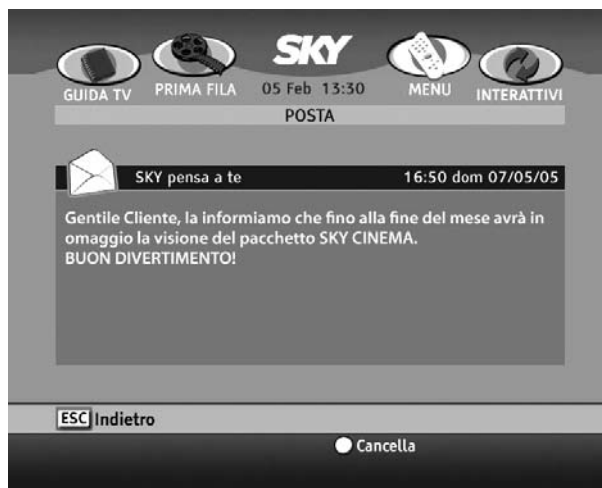 SKY
GUIDA TV PRIMA FILA 05 Feb 13:30 MENU INTERATTIVI
POSTA
SKY pensa a te 16:50 dom 07/05/05
Gentile Cliente, la informiamo che fino alla fine del mese avrà in
omaggio la visione del pacchetto SKY CINEMA.
BUON DIVERTIMENTO!
ESC Indietro
Cancella